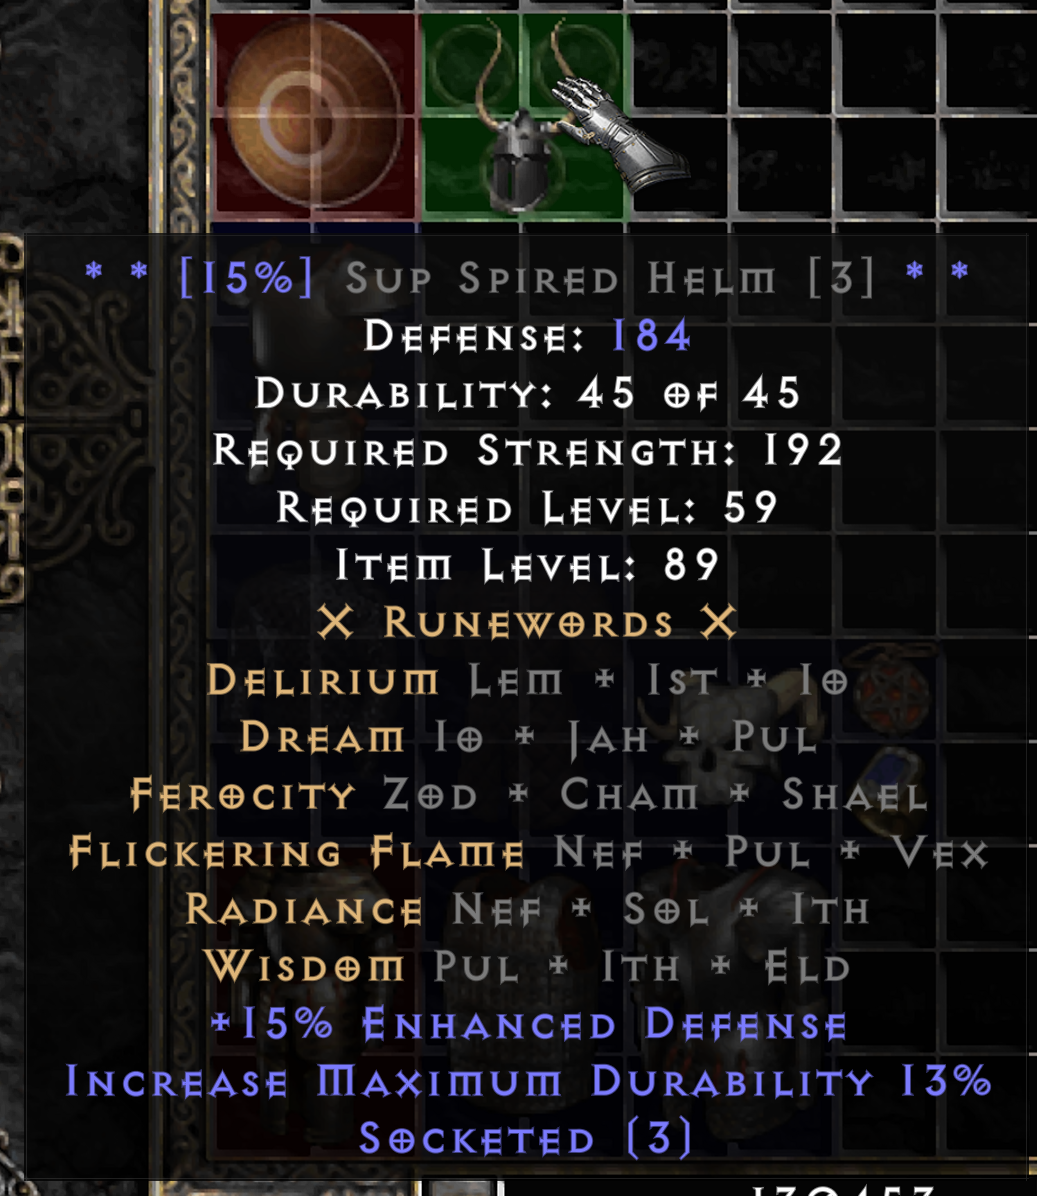 * * [15%] Sup Spired Helm [3] * *
Defense: 184
Durability: 45 of 45
Required Strength: 192
Required Level: 59
Item Level: 89
× Runewords ×
Delirium Lem + Ist + Io
Dream Io + Jah + Pul
Ferocity Zod + Cham + Shael
Flickering Flame Nef + Pul + Vex
Radiance Nef + Sol + Ith
Wisdom Pul + Ith + Eld
+15% Enhanced Defense
Increase Maximum Durability 13%
Socketed (3)